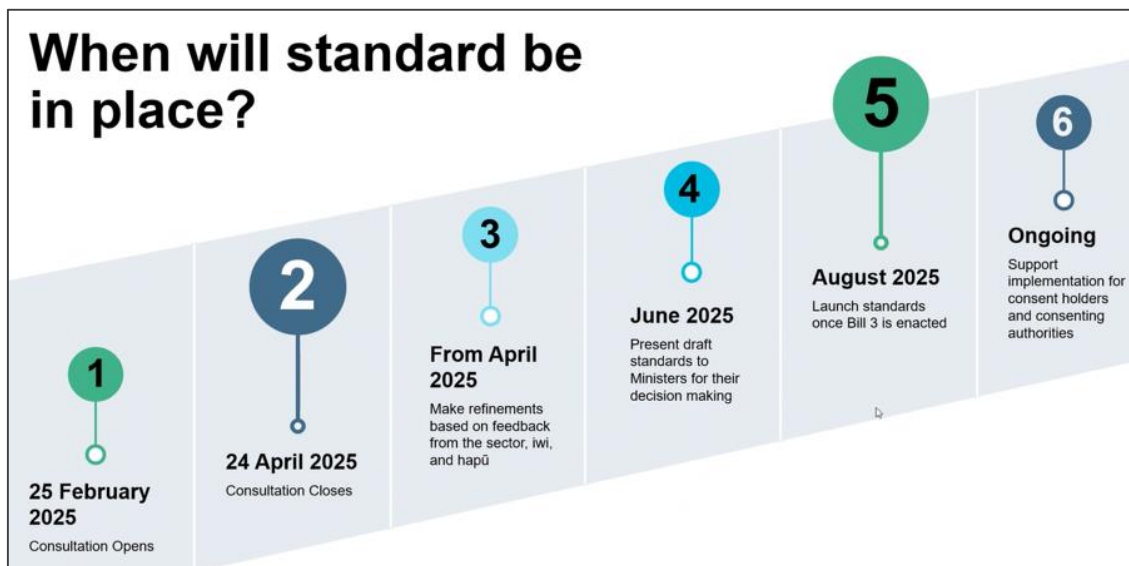 When will standard be
in place?
1
25 February
2025
Consultation Opens
2
24 April 2025
Consultation Closes
3
From April
2025
Make refinements
based on feedback
from the sector, iwi,
and hapū
4
June 2025
Present draft
standards to
Ministers for their
decision making
5
August 2025
Launch standards
once Bill 3 is enacted
6
Ongoing
Support
implementation for
consent holders
and consenting
authorities